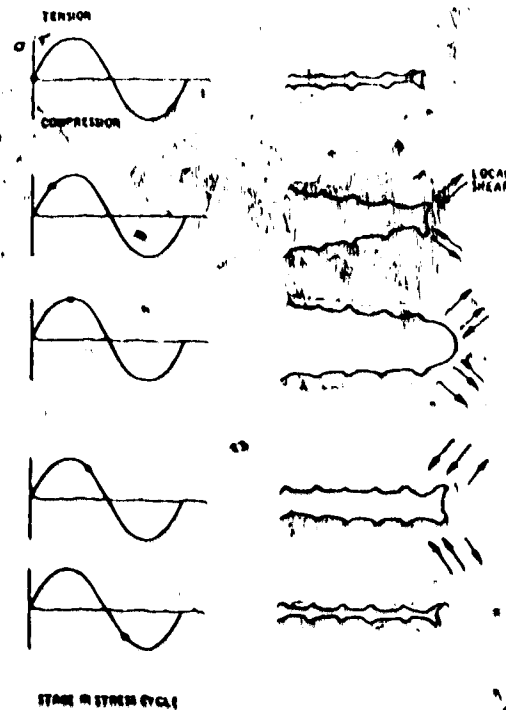 TENSION
σ
COMPRESSION
LOCAL
SHEAR
STAGE IN STRESS CYCLE